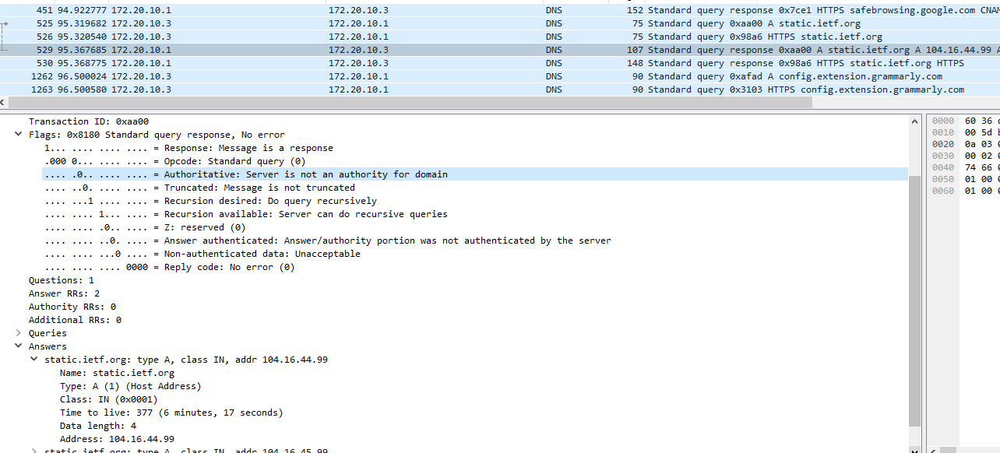 451 94.922777 172.20.10.1 172.20.10.3 DNS 152 Standard query response 0x7ce1 HTTPS safebrowsing.google.com CNAM
525 95.319682 172.20.10.3 172.20.10.1 DNS 75 Standard query 0xaa00 A static.ietf.org
526 95.320540 172.20.10.3 172.20.10.1 DNS 75 Standard query 0x98a6 HTTPS static.ietf.org
529 95.367685 172.20.10.1 172.20.10.3 DNS 107 Standard query response 0xaa00 A static.ietf.org A 104.16.44.99 A
530 95.368775 172.20.10.1 172.20.10.3 DNS 148 Standard query response 0x98a6 HTTPS static.ietf.org HTTPS
1262 96.500024 172.20.10.3 172.20.10.1 DNS 90 Standard query 0xafad A config.extension.grammarly.com
1263 96.500580 172.20.10.3 172.20.10.1 DNS 90 Standard query 0x3103 HTTPS config.extension.grammarly.com
Transaction ID: 0xaa00
Flags: 0x8180 Standard query response, No error
1... .... .... .... = Response: Message is a response
.000 0... .... .... = Opcode: Standard query (0)
.... .0.. .... .... = Authoritative: Server is not an authority for domain
.... ..0. .... .... = Truncated: Message is not truncated
.... ...1 .... .... = Recursion desired: Do query recursively
.... .... 1... .... = Recursion available: Server can do recursive queries
.... .... .0.. .... = Z: reserved (0)
.... .... ..0. .... = Answer authenticated: Answer/authority portion was not authenticated by the server
.... .... ...0 .... = Non-authenticated data: Unacceptable
.... .... .... 0000 = Reply code: No error (0)
Questions: 1
Answer RRs: 2
Authority RRs: 0
Additional RRs: 0
Queries
Answers
static.ietf.org: type A, class IN, addr 104.16.44.99
Name: static.ietf.org
Type: A (1) (Host Address)
Class: IN (0x0001)
Time to live: 377 (6 minutes, 17 seconds)
Data length: 4
Address: 104.16.44.99
static.ietf.org: type A, class IN, addr 104.16.45.99
0000 60 36
0010 00 5d
0020 0a 03
0030 00 02
0040 74 66
0050 01 00
0060 01 00